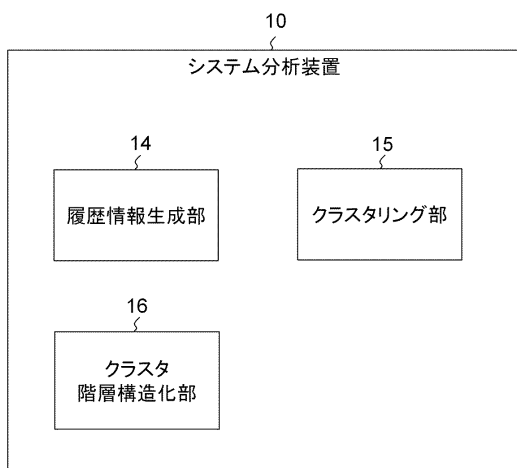 10
システム分析装置
14
履歴情報生成部
15
クラスタリング部
16
クラスタ
階層構造化部